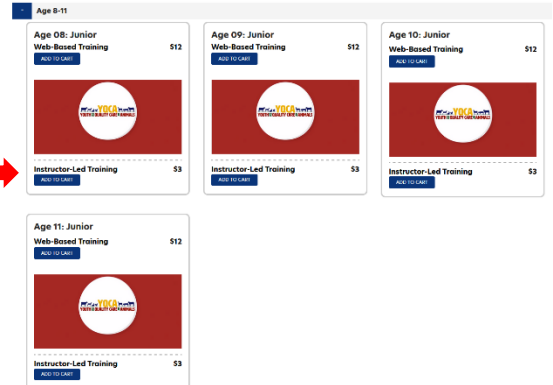 Age 8-11
Age 08: Junior
Web-Based Training $12
ADD TO CART
YQCA
YOUTH FOR THE QUALITY CARE OF ANIMALS
Instructor-Led Training $3
ADD TO CART
Age 09: Junior
Web-Based Training $12
ADD TO CART
YQCA
YOUTH FOR THE QUALITY CARE OF ANIMALS
Instructor-Led Training $3
ADD TO CART
Age 10: Junior
Web-Based Training $12
ADD TO CART
YQCA
YOUTH FOR THE QUALITY CARE OF ANIMALS
Instructor-Led Training $3
ADD TO CART
Age 11: Junior
Web-Based Training $12
ADD TO CART
YQCA
YOUTH FOR THE QUALITY CARE OF ANIMALS
Instructor-Led Training $3
ADD TO CART